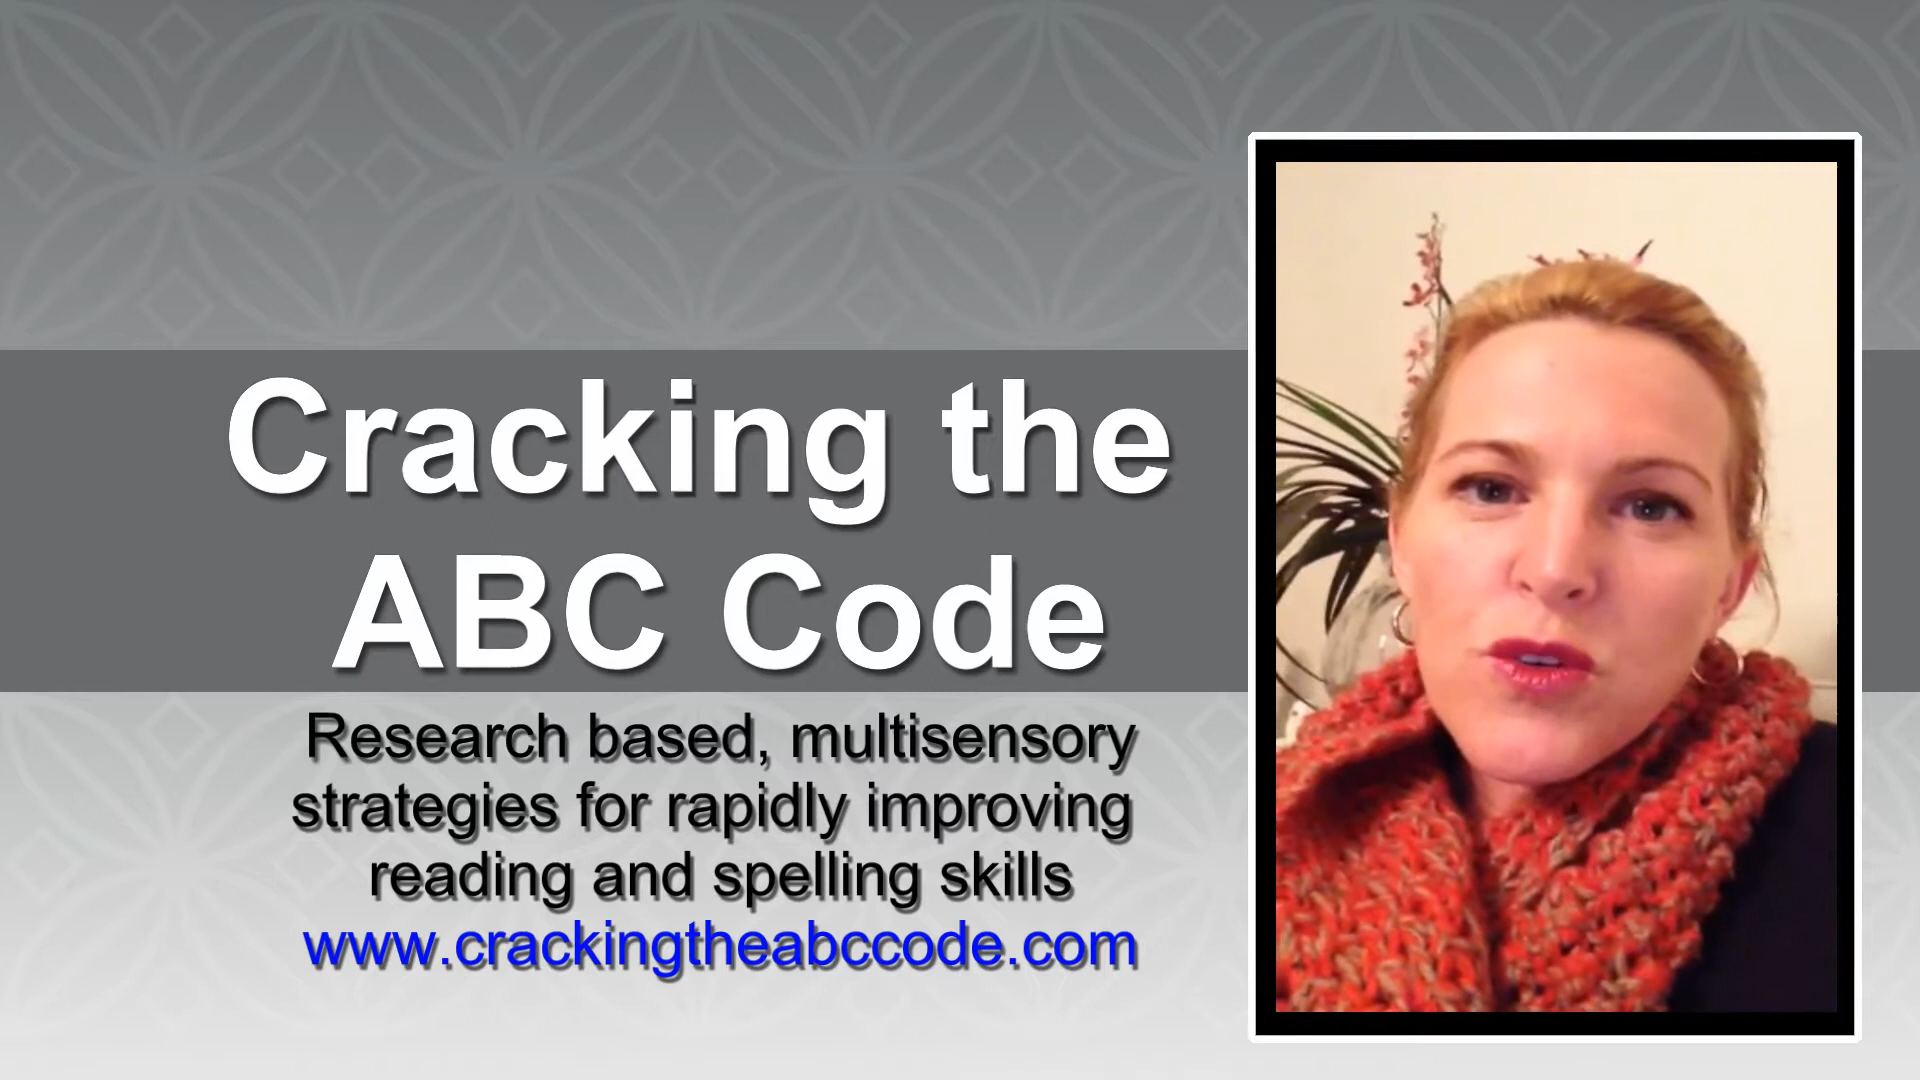 Cracking the
ABC Code
Research based, multisensory
strategies for rapidly improving
reading and spelling skills
www.crackingtheabccode.com